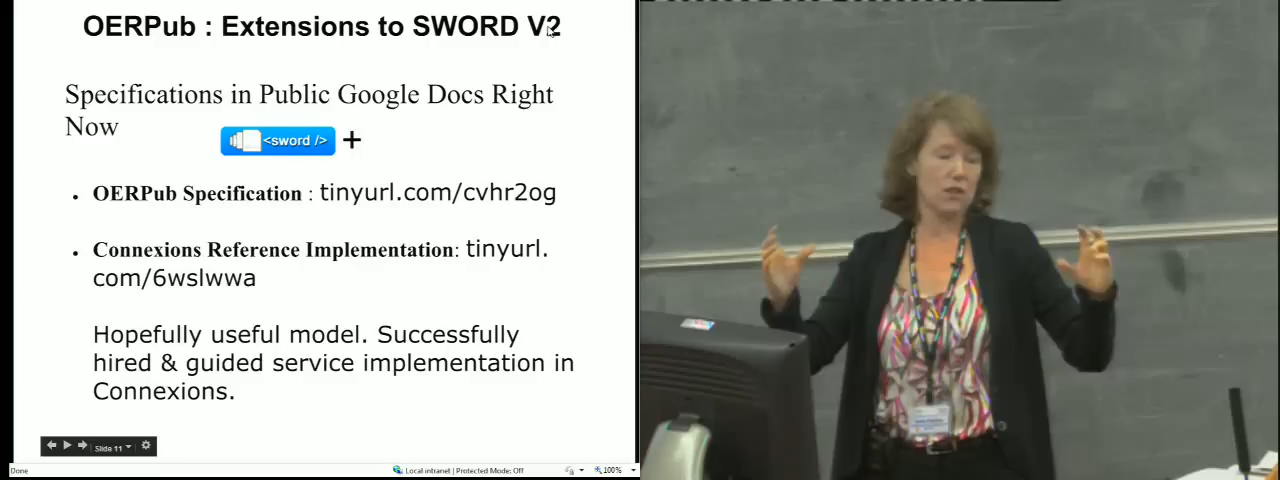 OERPub : Extensions to SWORD V2
Specifications in Public Google Docs Right
Now
<sword /> +
• OERPub Specification : tinyurl.com/cvhr2og
• Connexions Reference Implementation: tinyurl.
com/6wslwwa
Hopefully useful model. Successfully
hired & guided service implementation in
Connexions.
Slide 11
Done
Local intranet | Protected Mode: Off
100%